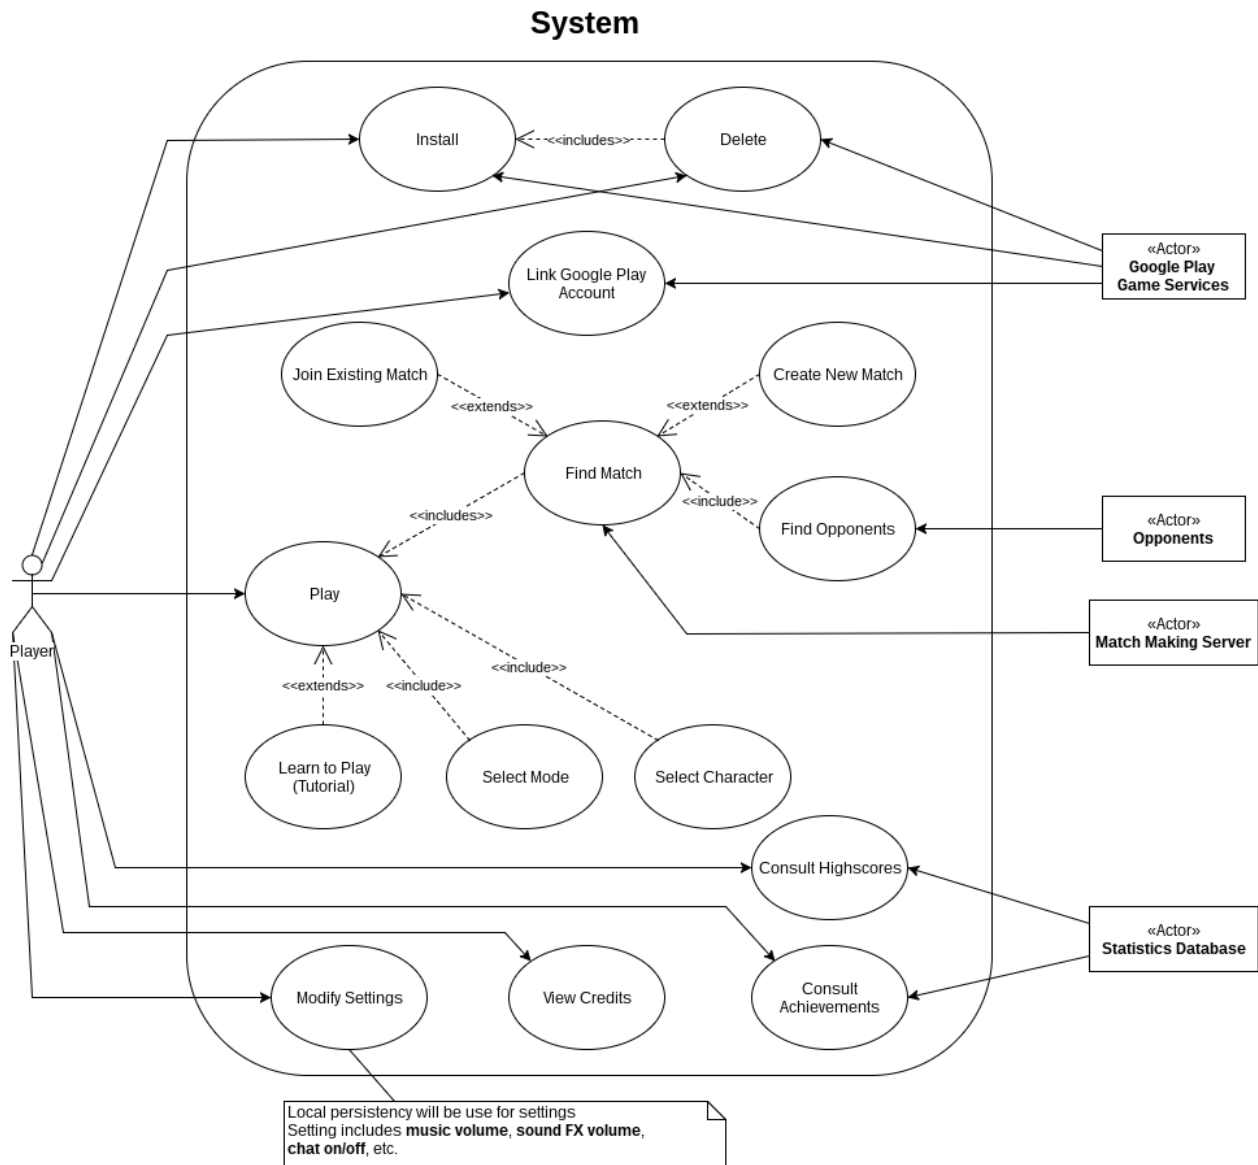 System
Install
<<includes>>
Delete
«Actor»
Google Play
Game Services
Link Google Play
Account
Join Existing Match
Create New Match
<<extends>>
<<extends>>
Find Match
<<includes>>
<<include>>
Find Opponents
«Actor»
Opponents
Play
«Actor»
Match Making Server
Player
<<include>>
<<extends>>
<<include>>
Learn to Play
(Tutorial)
Select Mode
Select Character
Consult Highscores
«Actor»
Statistics Database
Modify Settings
View Credits
Consult
Achievements
Local persistency will be use for settings
Setting includes music volume, sound FX volume,
chat on/off, etc.